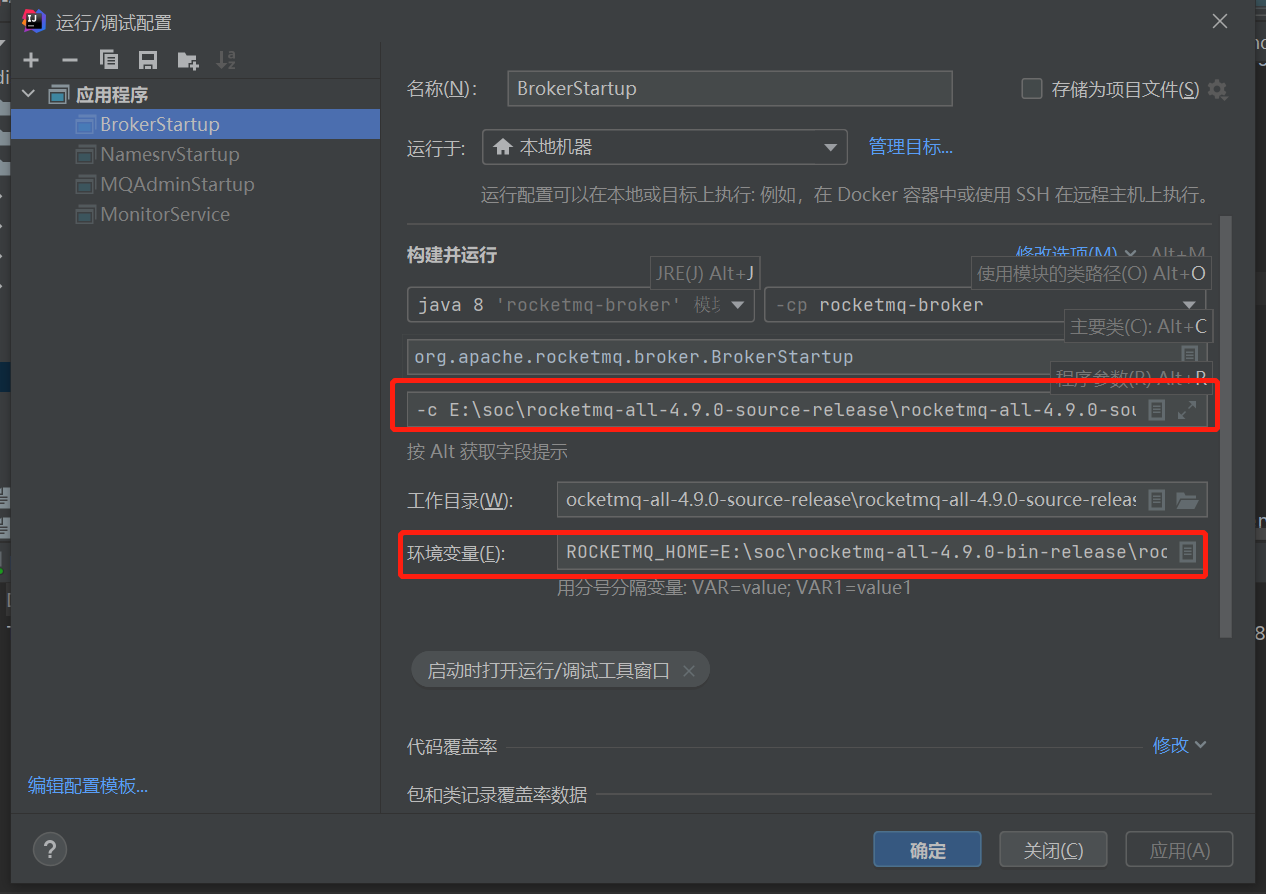 运行/调试配置
应用程序
BrokerStartup
NamesrvStartup
MQAdminStartup
MonitorService
编辑配置模板...
名称(N):
BrokerStartup
存储为项目文件(S)
运行于:
本地机器
管理目标...
运行配置可以在本地或目标上执行: 例如，在 Docker 容器中或使用 SSH 在远程主机上执行。
构建并运行
修改选项(M) Alt+M
JRE(J) Alt+J
使用模块的类路径(O) Alt+O
java 8 'rocketmq-broker' 模块
-cp rocketmq-broker
主要类(C): Alt+C
org.apache.rocketmq.broker.BrokerStartup
程序参数(R) Alt+R
-c E:\soc\rocketmq-all-4.9.0-source-release\rocketmq-all-4.9.0-sou
按 Alt 获取字段提示
工作目录(W):
ocketmq-all-4.9.0-source-release\rocketmq-all-4.9.0-source-releas
环境变量(E):
ROCKETMQ_HOME=E:\soc\rocketmq-all-4.9.0-bin-release\roc
用分号分隔变量: VAR=value; VAR1=value1
启动时打开运行/调试工具窗口
代码覆盖率
修改
包和类记录覆盖率数据
?
确定
关闭(C)
应用(A)